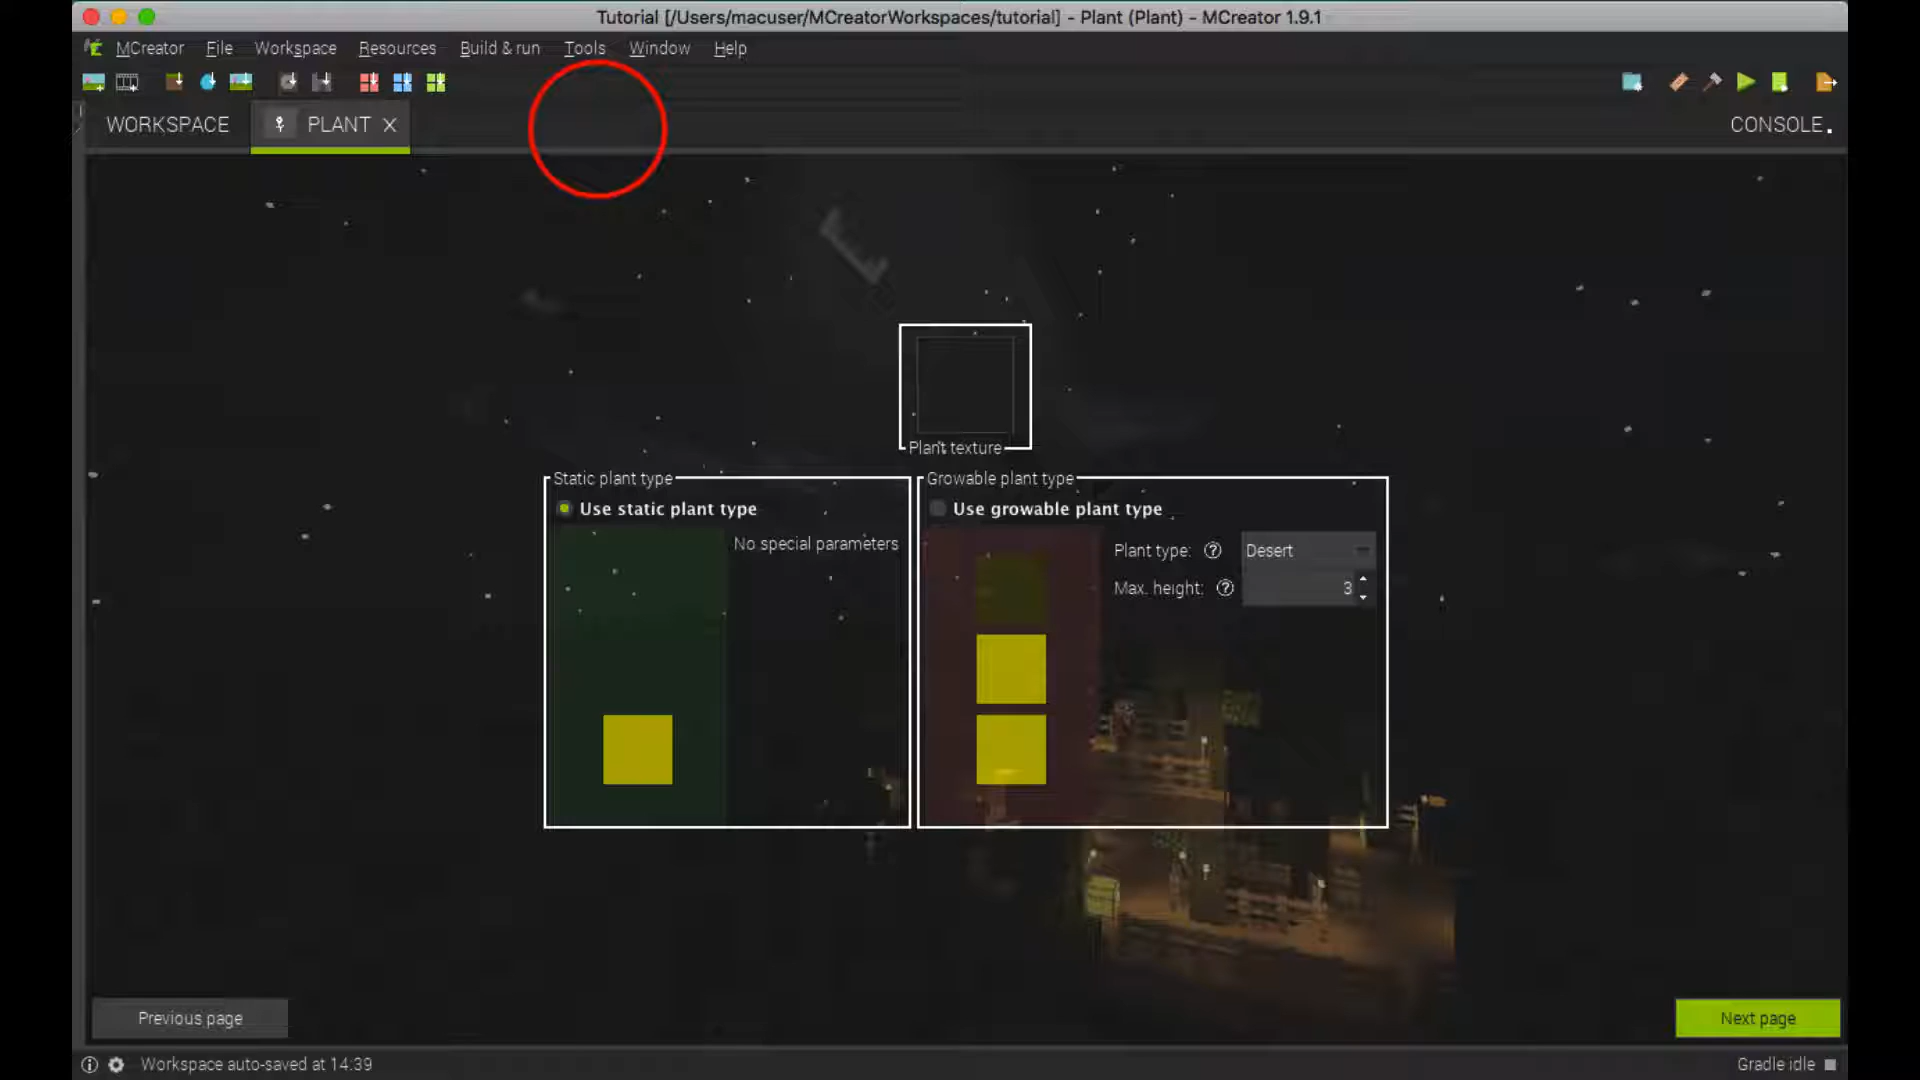 Tutorial [/Users/macuser/MCreatorWorkspaces/tutorial] - Plant (Plant) - MCreator 1.9.1
MCreator File Workspace Resources Build & run Tools Window Help
WORKSPACE PLANT CONSOLE
Plant texture
Static plant type
Use static plant type
No special parameters
Growable plant type
Use growable plant type
Plant type: Desert
Max. height: 3
Previous page
Next page
Workspace auto-saved at 14:39
Gradle idle